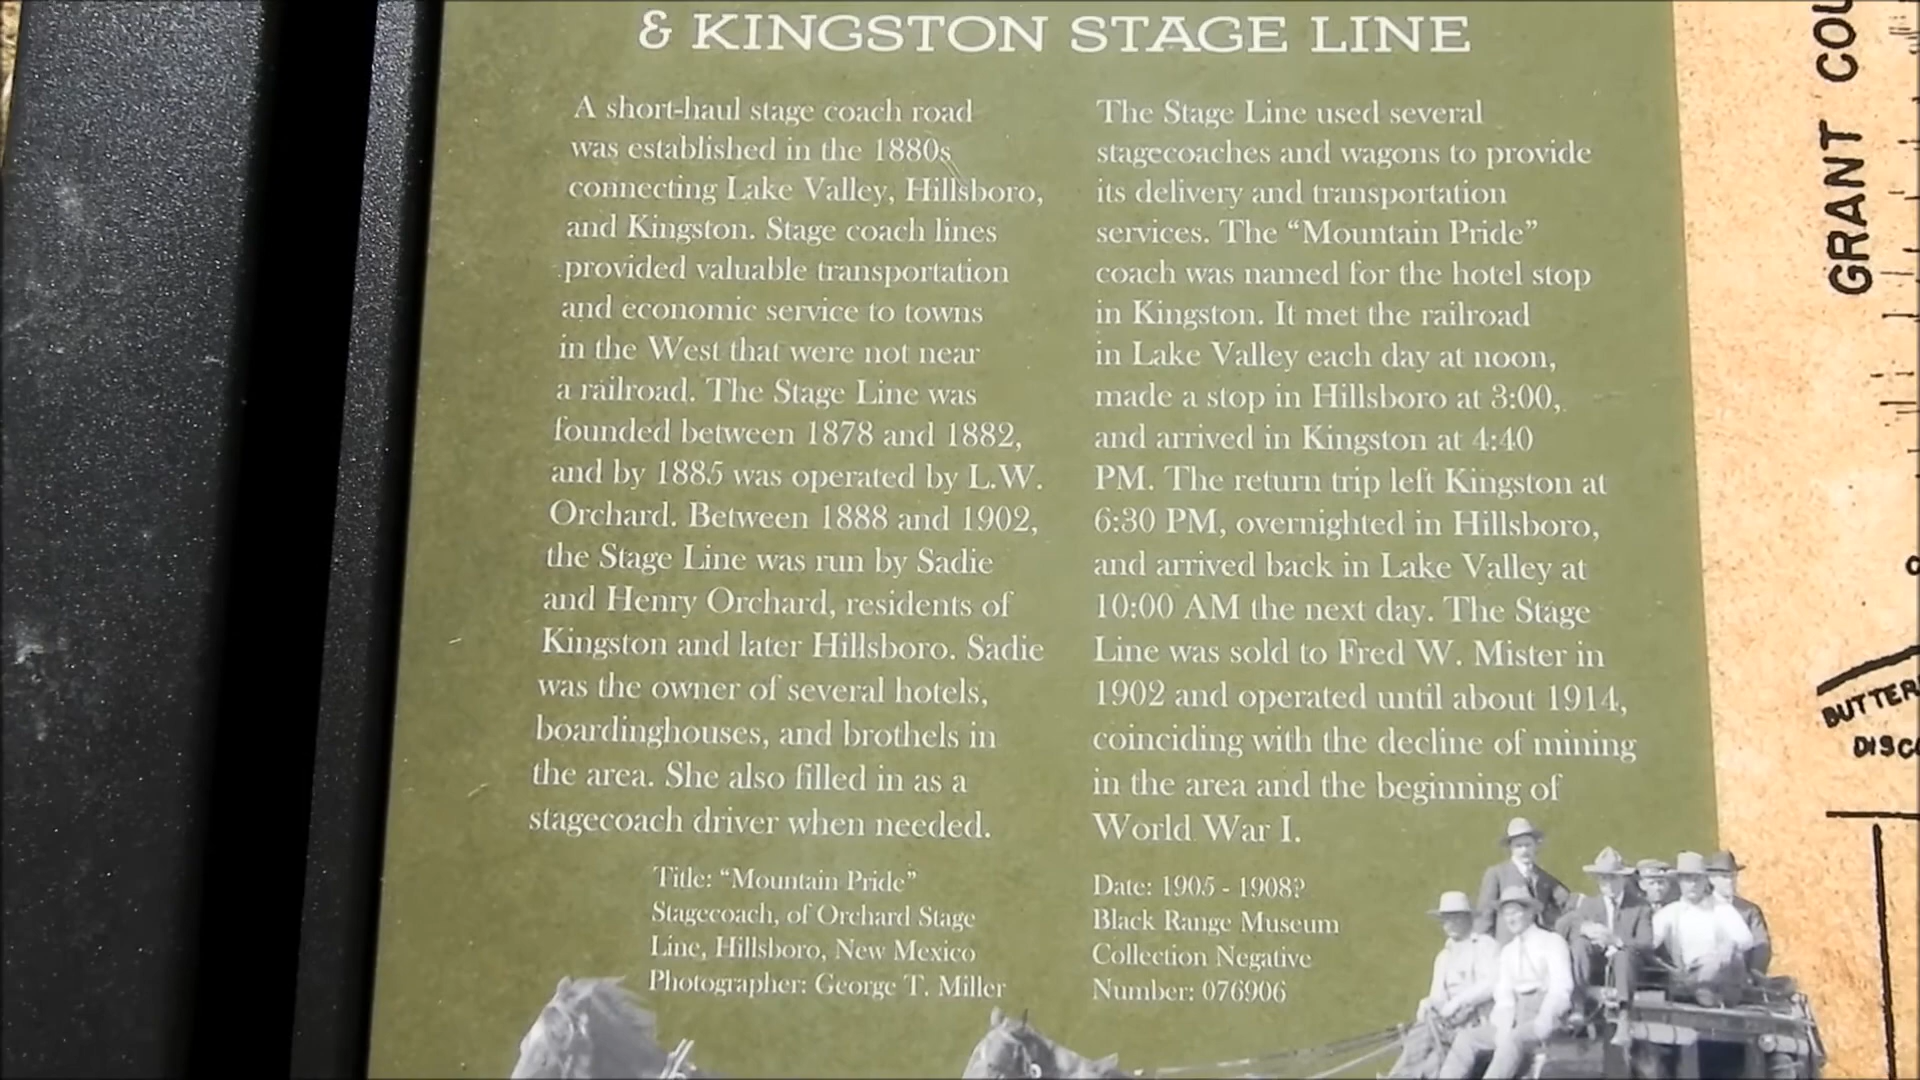 & KINGSTON STAGE LINE
A short-haul stage coach road
was established in the 1880s
connecting Lake Valley, Hillsboro,
and Kingston. Stage coach lines
provided valuable transportation
and economic service to towns
in the West that were not near
a railroad. The Stage Line was
founded between 1878 and 1882,
and by 1885 was operated by L.W.
Orchard. Between 1888 and 1902,
the Stage Line was run by Sadie
and Henry Orchard, residents of
Kingston and later Hillsboro. Sadie
was the owner of several hotels,
boardinghouses, and brothels in
the area. She also filled in as a
stagecoach driver when needed.
The Stage Line used several
stagecoaches and wagons to provide
its delivery and transportation
services. The “Mountain Pride”
coach was named for the hotel stop
in Kingston. It met the railroad
in Lake Valley each day at noon,
made a stop in Hillsboro at 3:00,
and arrived in Kingston at 4:40
PM. The return trip left Kingston at
6:30 PM, overnighted in Hillsboro,
and arrived back in Lake Valley at
10:00 AM the next day. The Stage
Line was sold to Fred W. Mister in
1902 and operated until about 1914,
coinciding with the decline of mining
in the area and the beginning of
World War I.
Title: “Mountain Pride”
Stagecoach, of Orchard Stage
Line, Hillsboro, New Mexico
Photographer: George T. Miller
Date: 1905 - 1908?
Black Range Museum
Collection Negative
Number: 076906
GRANT